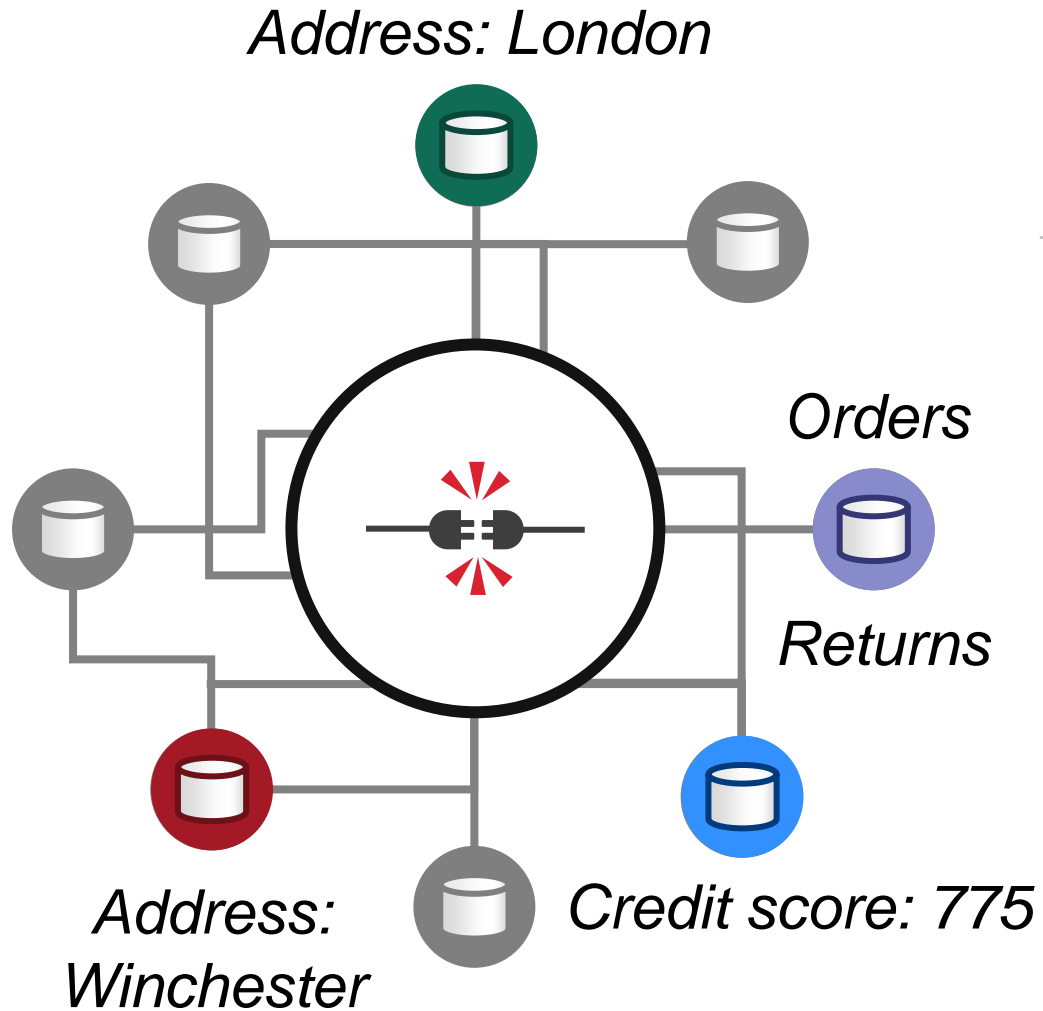 Address: London
Orders
Returns
Address:
Winchester
Credit score: 775